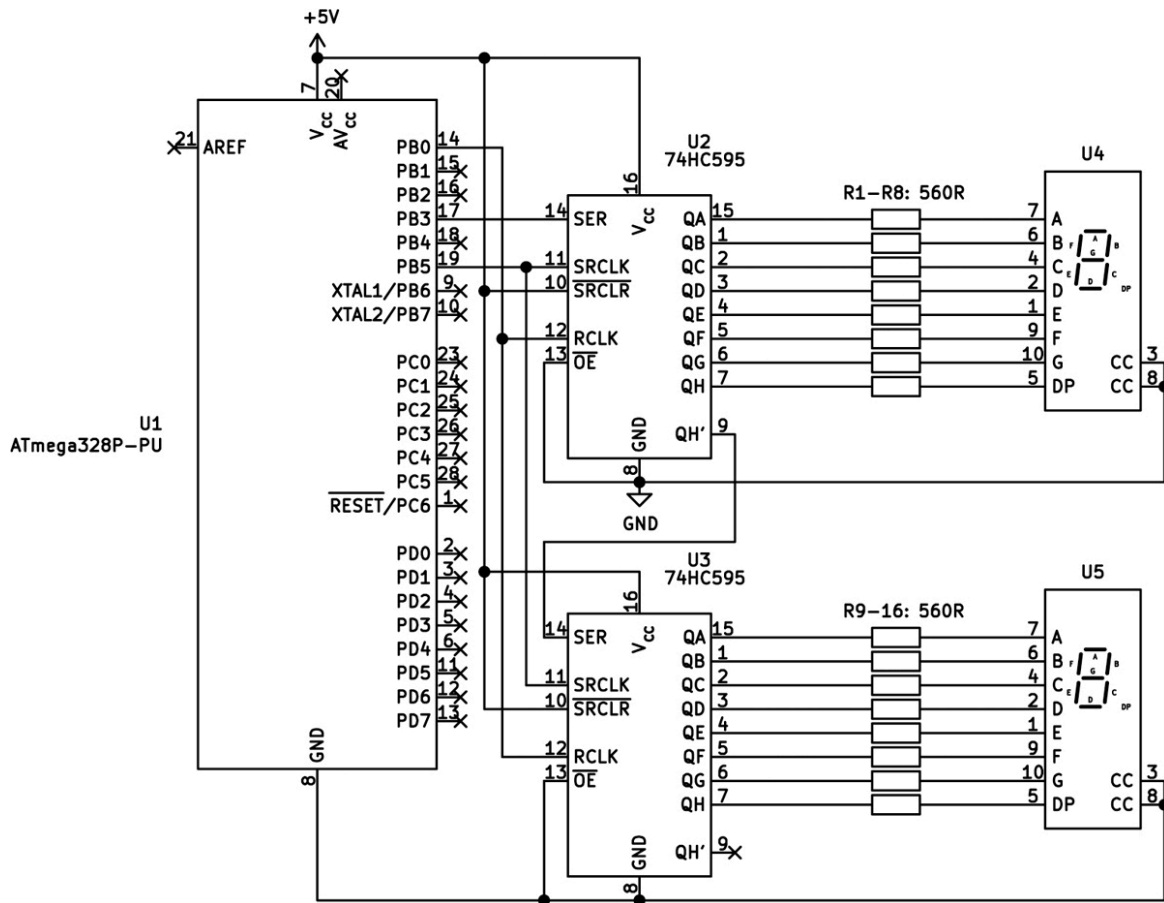 +5V
7
20
VCC
AVCC
21
AREF
U1
ATmega328P-PU
PB0 14
PB1 15
PB2 16
PB3 17
PB4 18
PB5 19
XTAL1/PB6 9
XTAL2/PB7 10
PC0 23
PC1 24
PC2 25
PC3 26
PC4 27
PC5 28
RESET/PC6 1
PD0 2
PD1 3
PD2 4
PD3 5
PD4 6
PD5 11
PD6 12
PD7 13
GND
8
U2
74HC595
16
VCC
14 SER
11 SRCLK
10 SRCLR
12 RCLK
13 OE
QA 15
QB 1
QC 2
QD 3
QE 4
QF 5
QG 6
QH 7
QH' 9
GND
8
GND
R1-R8: 560R
U4
7 A
6 B
4 C
2 D
1 E
9 F
10 G
5 DP
A
F B
G
E C
D
DP
CC 3
CC 8
U3
74HC595
16
VCC
14 SER
11 SRCLK
10 SRCLR
12 RCLK
13 OE
QA 15
QB 1
QC 2
QD 3
QE 4
QF 5
QG 6
QH 7
QH' 9
GND
8
R9-16: 560R
U5
7 A
6 B
4 C
2 D
1 E
9 F
10 G
5 DP
A
F B
G
E C
D
DP
CC 3
CC 8